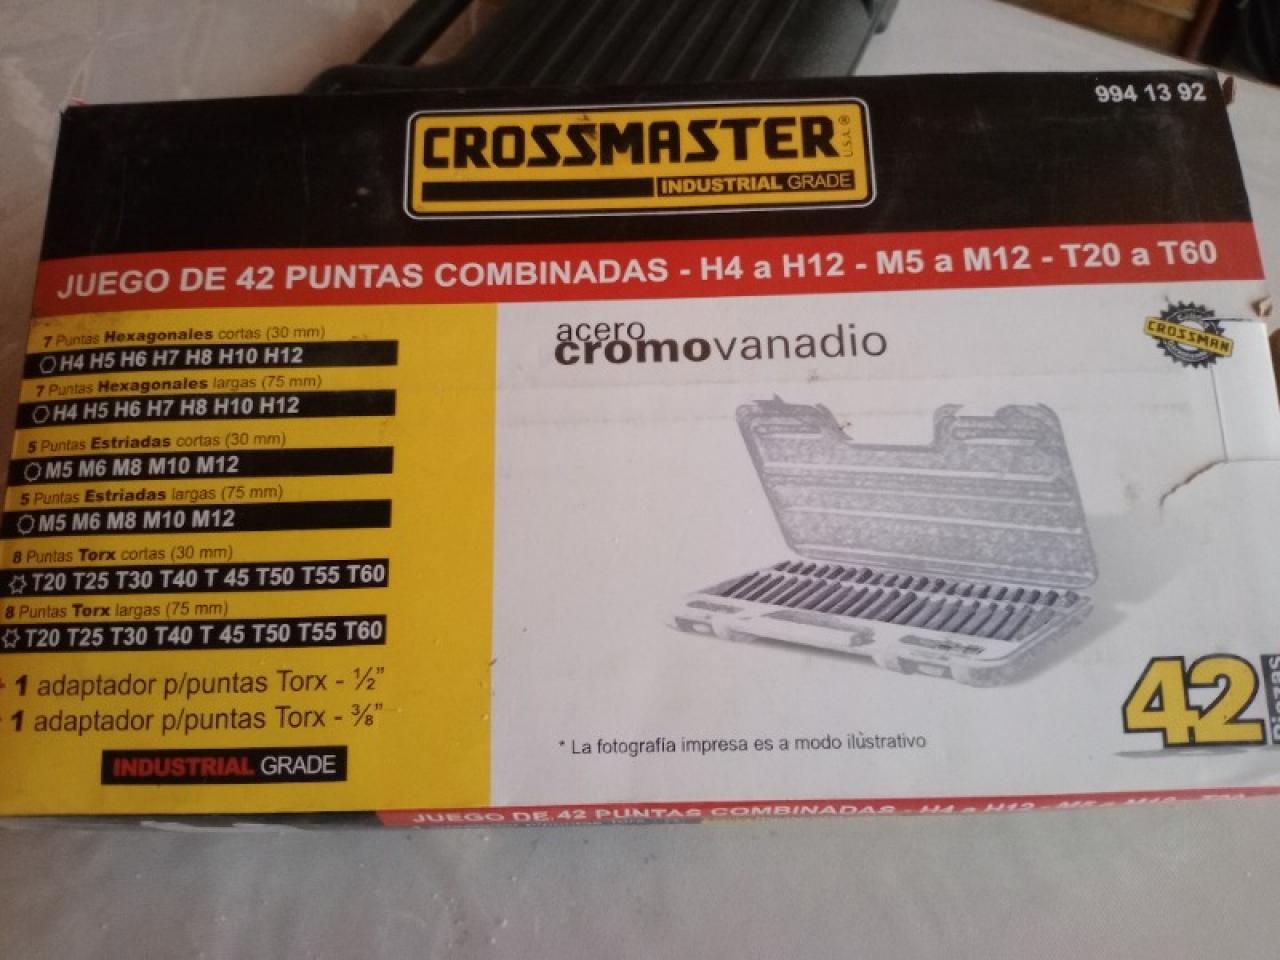 994 13 92
CROSSMASTER
U.S.A.®
INDUSTRIAL GRADE
JUEGO DE 42 PUNTAS COMBINADAS - H4 a H12 - M5 a M12 - T20 a T60
7 Puntas Hexagonales cortas (30 mm)
H4 H5 H6 H7 H8 H10 H12
7 Puntas Hexagonales largas (75 mm)
H4 H5 H6 H7 H8 H10 H12
5 Puntas Estriadas cortas (30 mm)
M5 M6 M8 M10 M12
5 Puntas Estriadas largas (75 mm)
M5 M6 M8 M10 M12
8 Puntas Torx cortas (30 mm)
T20 T25 T30 T40 T 45 T50 T55 T60
8 Puntas Torx largas (75 mm)
T20 T25 T30 T40 T 45 T50 T55 T60
+ 1 adaptador p/puntas Torx - ½"
1 adaptador p/puntas Torx - ⅜"
INDUSTRIAL GRADE
acero
cromovanadio
CROSSMAN
* La fotografía impresa es a modo ilùstrativo
42
Piezas
JUEGO DE 42 PUNTAS COMBINADAS - H4 a H12 - M5 a M12 -